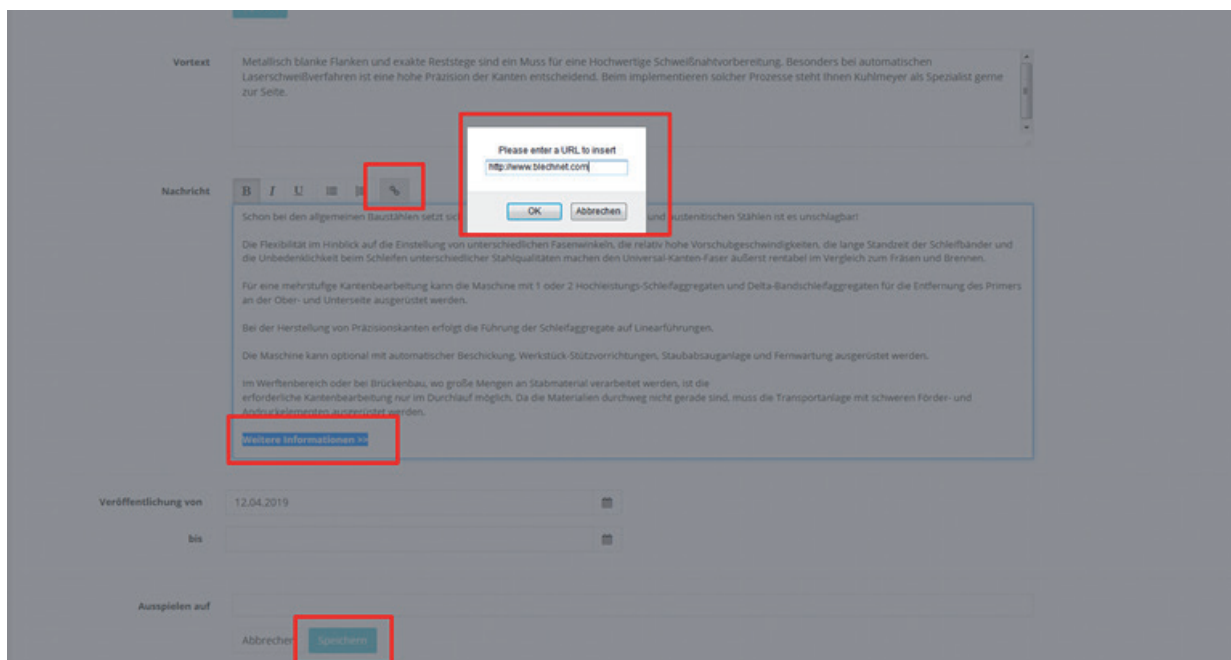 Vortext
Metallisch blanke Flanken und exakte Reststege sind ein Muss für eine Hochwertige Schweißnahtvorbereitung. Besonders bei automatischen
Laserschweißverfahren ist eine hohe Präzision der Kanten entscheidend. Beim implementieren solcher Prozesse steht Ihnen Kuhlmeyer als Spezialist gerne
zur Seite.
Please enter a URL to insert
http://www.blechnet.com
OK Abbrechen
Nachricht
B I U
Schon bei den allgemeinen Baustählen setzt und austenitischen Stählen ist es unschlagbar!
Die Flexibilität im Hinblick auf die Einstellung von unterschiedlichen Fasenwinkeln, die relativ hohe Vorschubgeschwindigkeiten, die lange Standzeit der Schleifbänder und
die Unbedenklichkeit beim Schleifen unterschiedlicher Stahlqualitäten machen den Universal-Kanten-Faser äußerst rentabel im Vergleich zum Fräsen und Brennen.
Für eine mehrstufige Kantenbearbeitung kann die Maschine mit 1 oder 2 Hochleistungs-Schleifaggregaten und Delta-Bandschleifaggregaten für die Entfernung des Primers
an der Ober- und Unterseite ausgerüstet werden.
Bei der Herstellung von Präzisionskanten erfolgt die Führung der Schleifaggregate auf Linearführungen.
Die Maschine kann optional mit automatischer Beschickung, Werkstück-Stützvorrichtungen, Staubabsauganlage und Fernwartung ausgerüstet werden.
Im Werftenbereich oder bei Brückenbau, wo große Mengen an Stabmaterial verarbeitet werden, ist die
erforderliche Kantenbearbeitung nur im Durchlauf möglich. Da die Materialien durchweg nicht gerade sind, muss die Transportanlage mit schweren Förder- und
Andruckelementen ausgerüstet werden.
Weitere Informationen >>
Veröffentlichung von 12.04.2019
bis
Ausspielen auf
Abbrechen Speichern